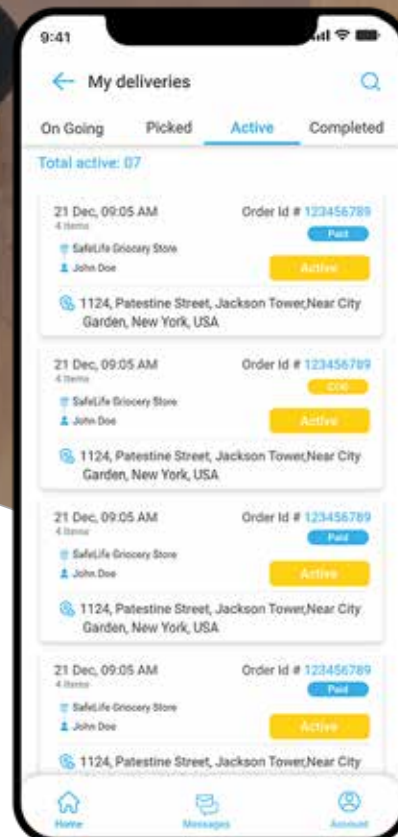 9:41
My deliveries
On Going Picked Active Completed
Total active: 07
21 Dec, 09:05 AM Order Id # 123456789
4 Items Paid
SafeLife Griocery Store
John Doe Active
1124, Patestine Street, Jackson Tower,Near City
Garden, New York, USA
21 Dec, 09:05 AM Order Id # 123456789
4 Items COD
SafeLife Griocery Store
John Doe Active
1124, Patestine Street, Jackson Tower,Near City
Garden, New York, USA
21 Dec, 09:05 AM Order Id # 123456789
4 Items Paid
SafeLife Griocery Store
John Doe Active
1124, Patestine Street, Jackson Tower,Near City
Garden, New York, USA
21 Dec, 09:05 AM Order Id # 123456789
4 Items Paid
SafeLife Griocery Store
John Doe Active
1124, Patestine Street, Jackson Tower,Near City
Home Messages Account